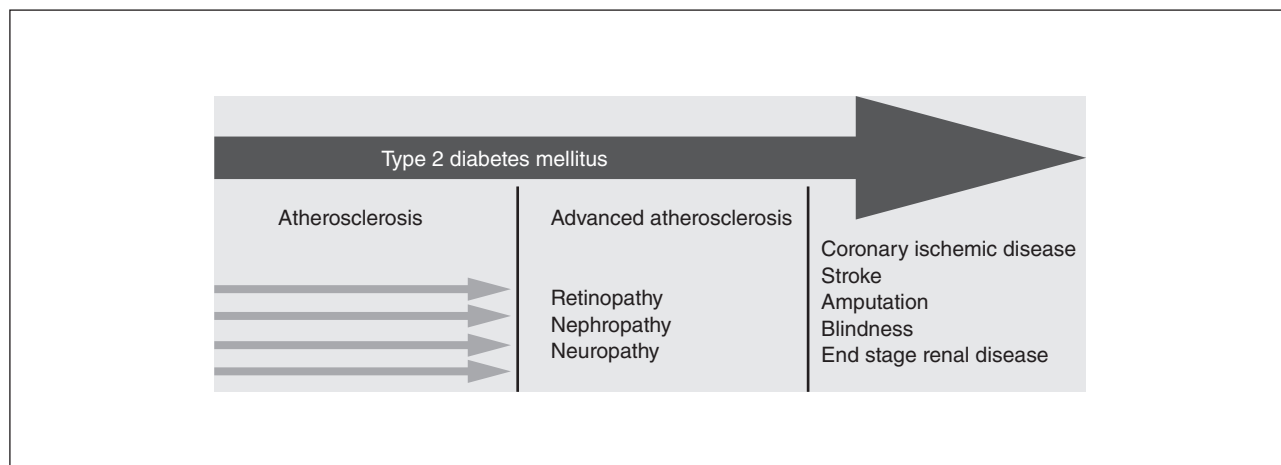 Type 2 diabetes mellitus
Atherosclerosis
Advanced atherosclerosis
Retinopathy
Nephropathy
Neuropathy
Coronary ischemic disease
Stroke
Amputation
Blindness
End stage renal disease